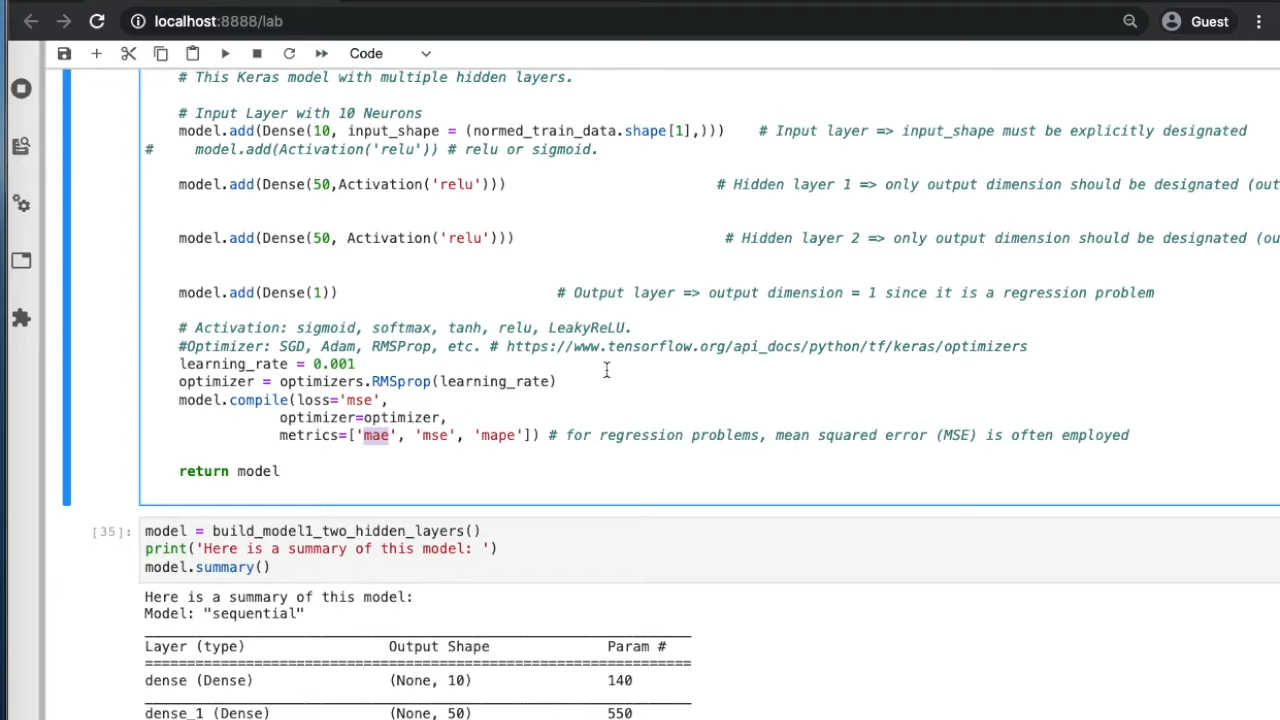 localhost:8888/lab
Guest
Code
# This Keras model with multiple hidden layers.
# Input Layer with 10 Neurons
model.add(Dense(10, input_shape = (normed_train_data.shape[1],))) # Input layer => input_shape must be explicitly designated
# model.add(Activation('relu')) # relu or sigmoid.
model.add(Dense(50,Activation('relu'))) # Hidden layer 1 => only output dimension should be designated (out
model.add(Dense(50, Activation('relu'))) # Hidden layer 2 => only output dimension should be designated (ou
model.add(Dense(1)) # Output layer => output dimension = 1 since it is a regression problem
# Activation: sigmoid, softmax, tanh, relu, LeakyReLU.
#Optimizer: SGD, Adam, RMSProp, etc. # https://www.tensorflow.org/api_docs/python/tf/keras/optimizers
learning_rate = 0.001
optimizer = optimizers.RMSprop(learning_rate)
model.compile(loss='mse',
optimizer=optimizer,
metrics=['mae', 'mse', 'mape']) # for regression problems, mean squared error (MSE) is often employed
return model
[35]: model = build_model1_two_hidden_layers()
print('Here is a summary of this model: ')
model.summary()
Here is a summary of this model:
Model: "sequential"
Layer (type) Output Shape Param #
dense (Dense) (None, 10) 140
dense_1 (Dense) (None, 50) 550